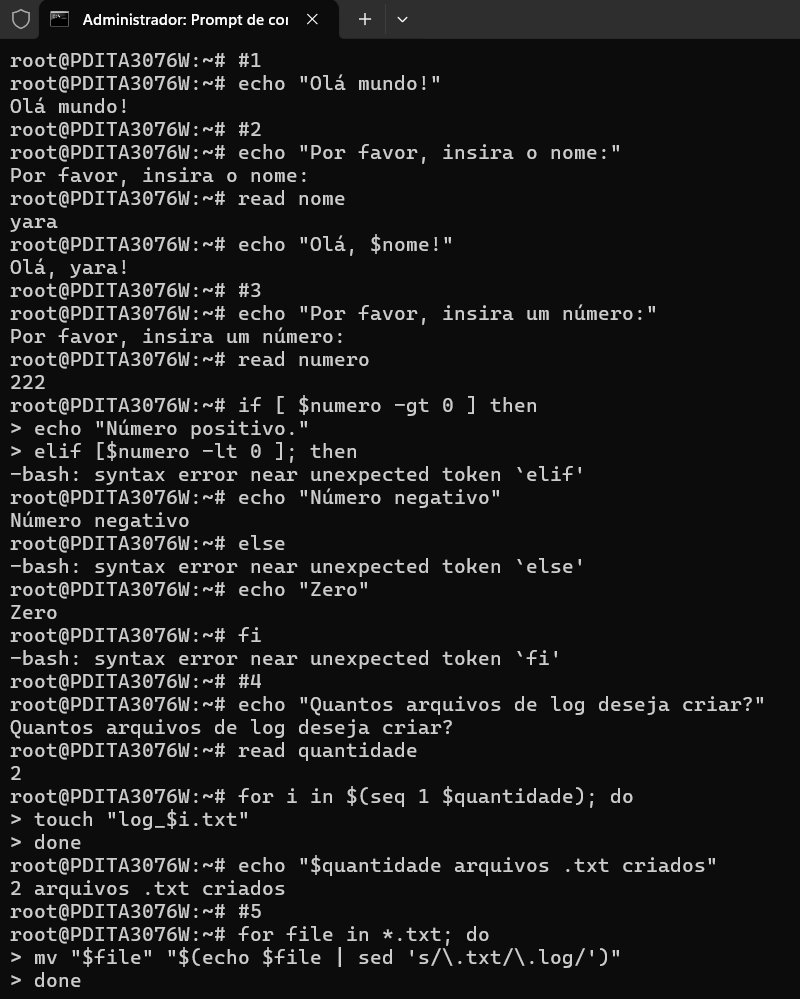 Administrador: Prompt de cor
root@PDITA3076W:~# #1
root@PDITA3076W:~# echo "Olá mundo!"
Olá mundo!
root@PDITA3076W:~# #2
root@PDITA3076W:~# echo "Por favor, insira o nome:"
Por favor, insira o nome:
root@PDITA3076W:~# read nome
yara
root@PDITA3076W:~# echo "Olá, $nome!"
Olá, yara!
root@PDITA3076W:~# #3
root@PDITA3076W:~# echo "Por favor, insira um número:"
Por favor, insira um número:
root@PDITA3076W:~# read numero
222
root@PDITA3076W:~# if [ $numero -gt 0 ] then
> echo "Número positivo."
> elif [$numero -lt 0 ]; then
-bash: syntax error near unexpected token `elif'
root@PDITA3076W:~# echo "Número negativo"
Número negativo
root@PDITA3076W:~# else
-bash: syntax error near unexpected token `else'
root@PDITA3076W:~# echo "Zero"
Zero
root@PDITA3076W:~# fi
-bash: syntax error near unexpected token `fi'
root@PDITA3076W:~# #4
root@PDITA3076W:~# echo "Quantos arquivos de log deseja criar?"
Quantos arquivos de log deseja criar?
root@PDITA3076W:~# read quantidade
2
root@PDITA3076W:~# for i in $(seq 1 $quantidade); do
> touch "log_$i.txt"
> done
root@PDITA3076W:~# echo "$quantidade arquivos .txt criados"
2 arquivos .txt criados
root@PDITA3076W:~# #5
root@PDITA3076W:~# for file in *.txt; do
> mv "$file" "$(echo $file | sed 's/\.txt/\.log/')"
> done